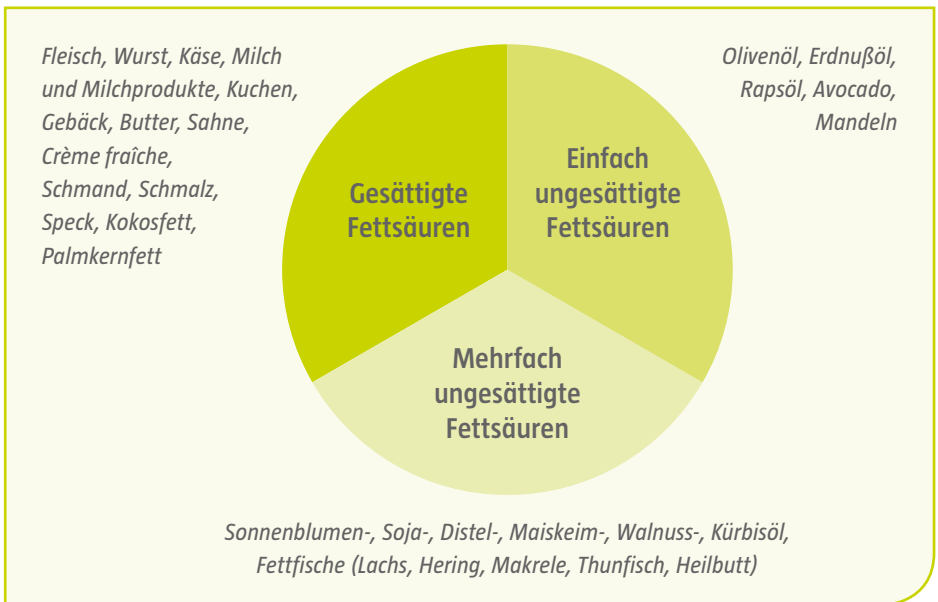 Fleisch, Wurst, Käse, Milch
und Milchprodukte, Kuchen,
Gebäck, Butter, Sahne,
Crème fraîche,
Schmand, Schmalz,
Speck, Kokosfett,
Palmkernfett
Olivenöl, Erdnußöl,
Rapsöl, Avocado,
Mandeln
Gesättigte
Fettsäuren
Einfach
ungesättigte
Fettsäuren
Mehrfach
ungesättigte
Fettsäuren
Sonnenblumen-, Soja-, Distel-, Maiskeim-, Walnuss-, Kürbisöl,
Fettfische (Lachs, Hering, Makrele, Thunfisch, Heilbutt)